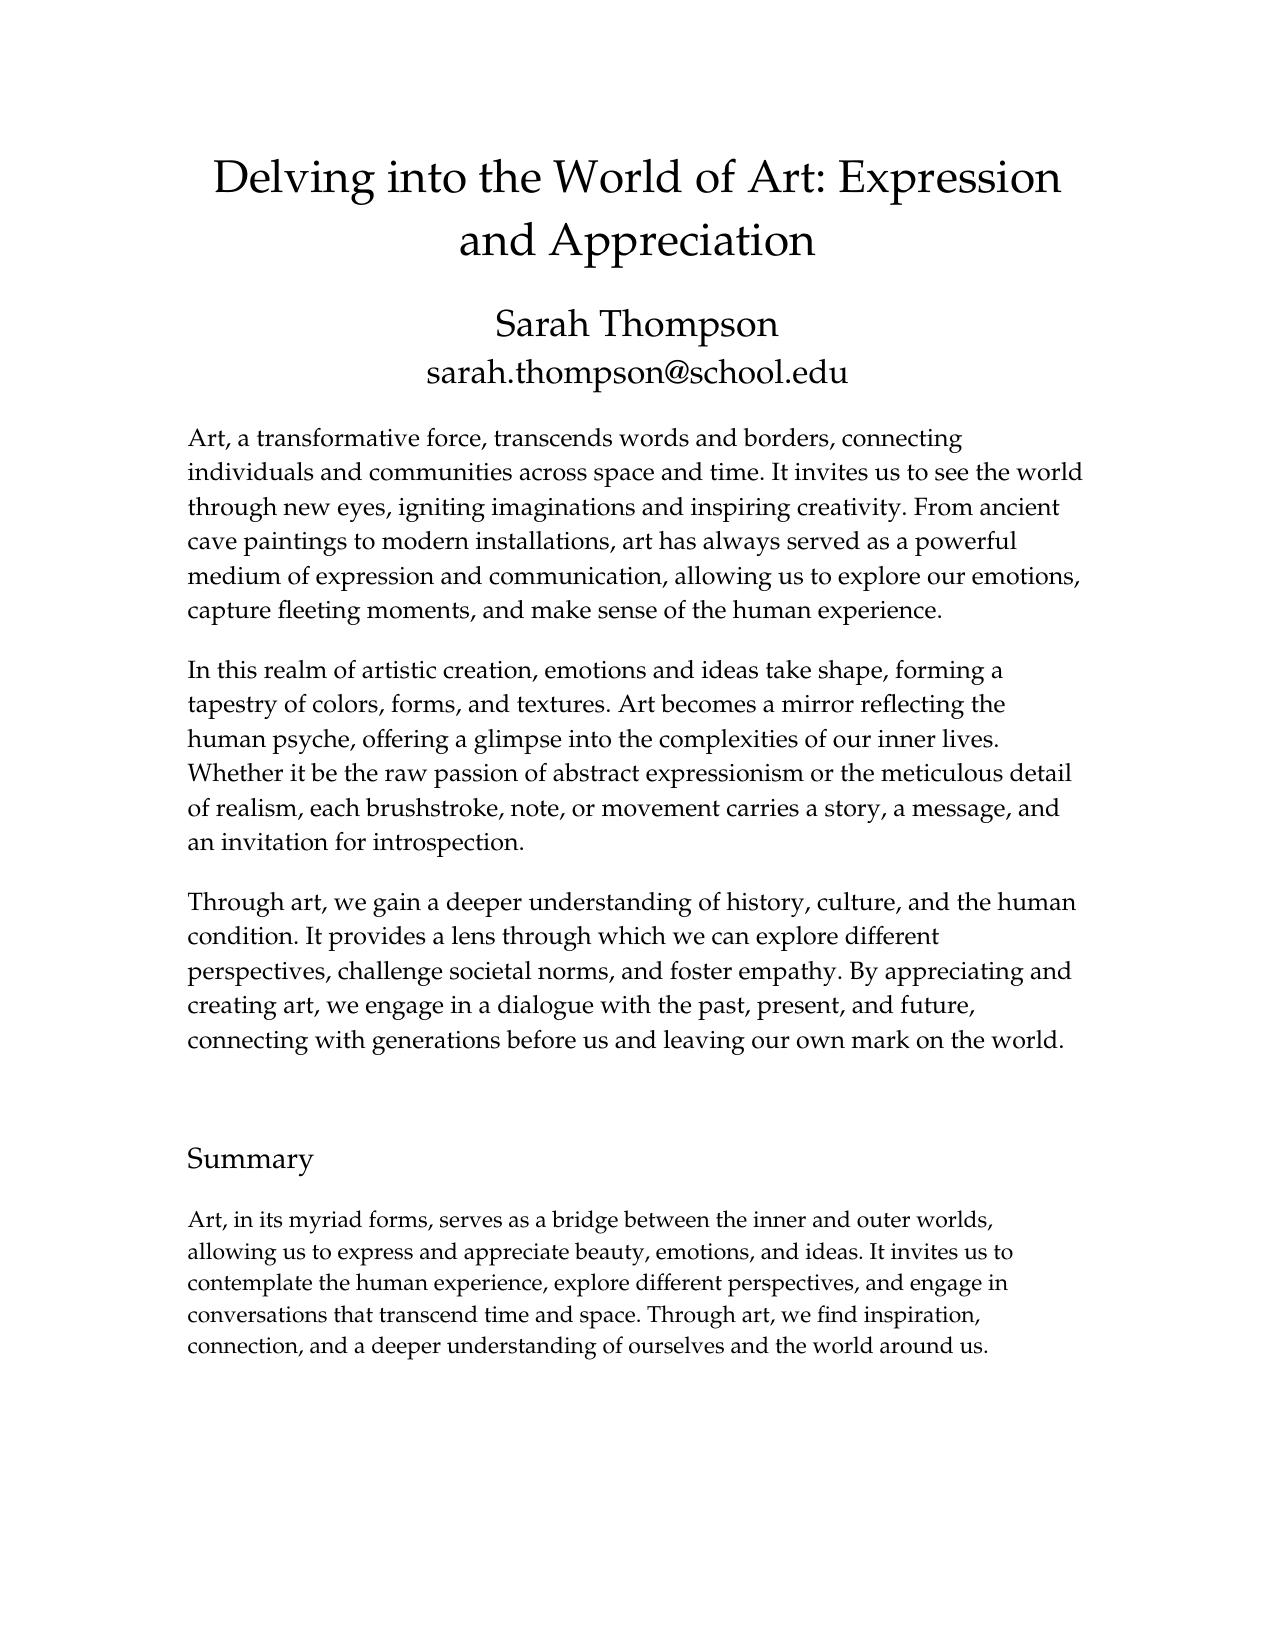 Delving into the World of Art: Expression
and Appreciation
Sarah Thompson
sarah.thompson@school.edu
Art, a transformative force, transcends words and borders, connecting
individuals and communities across space and time. It invites us to see the world
through new eyes, igniting imaginations and inspiring creativity. From ancient
cave paintings to modern installations, art has always served as a powerful
medium of expression and communication, allowing us to explore our emotions,
capture fleeting moments, and make sense of the human experience.
In this realm of artistic creation, emotions and ideas take shape, forming a
tapestry of colors, forms, and textures. Art becomes a mirror reflecting the
human psyche, offering a glimpse into the complexities of our inner lives.
Whether it be the raw passion of abstract expressionism or the meticulous detail
of realism, each brushstroke, note, or movement carries a story, a message, and
an invitation for introspection.
Through art, we gain a deeper understanding of history, culture, and the human
condition. It provides a lens through which we can explore different
perspectives, challenge societal norms, and foster empathy. By appreciating and
creating art, we engage in a dialogue with the past, present, and future,
connecting with generations before us and leaving our own mark on the world.
Summary
Art, in its myriad forms, serves as a bridge between the inner and outer worlds,
allowing us to express and appreciate beauty, emotions, and ideas. It invites us to
contemplate the human experience, explore different perspectives, and engage in
conversations that transcend time and space. Through art, we find inspiration,
connection, and a deeper understanding of ourselves and the world around us.